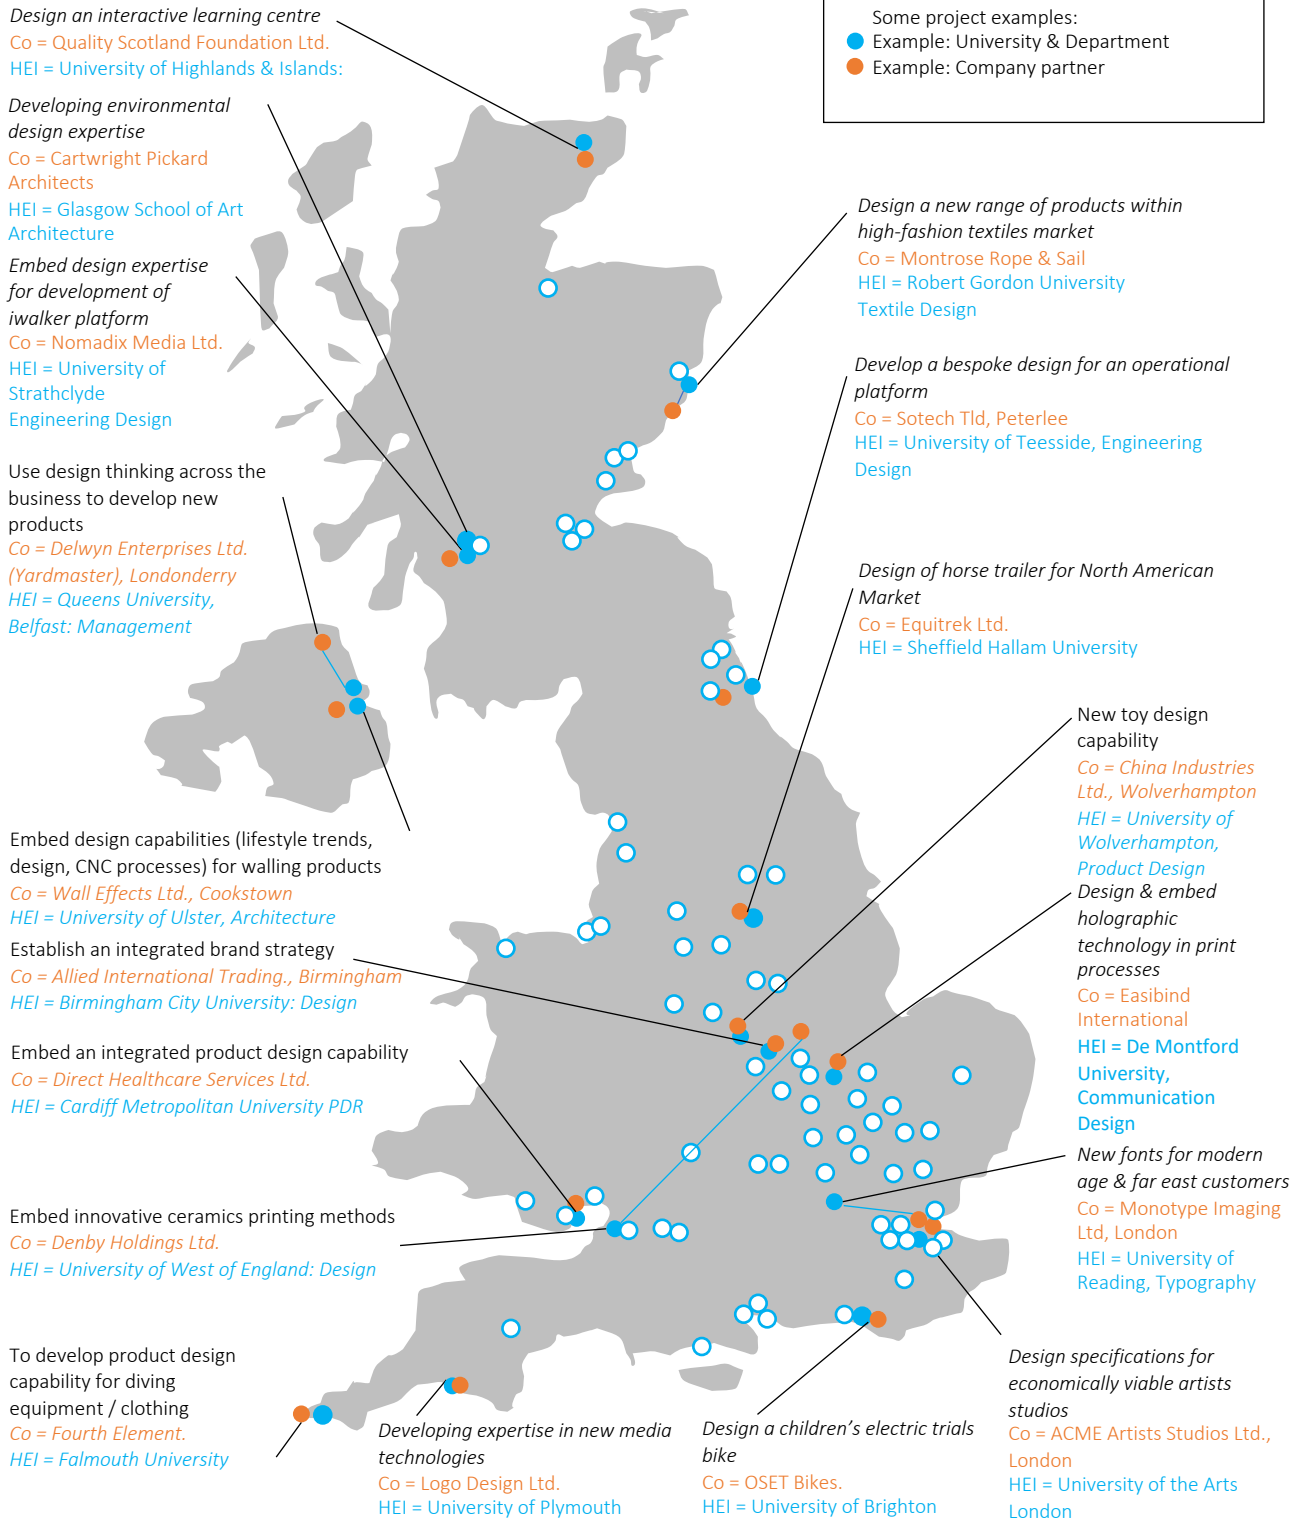 Some project examples:
Example: University & Department
Example: Company partner
Design an interactive learning centre
Co = Quality Scotland Foundation Ltd.
HEI = University of Highlands & Islands:
Developing environmental
design expertise
Co = Cartwright Pickard
Architects
HEI = Glasgow School of Art
Architecture
Embed design expertise
for development of
iwalker platform
Co = Nomadix Media Ltd.
HEI = University of
Strathclyde
Engineering Design
Use design thinking across the
business to develop new
products
Co = Delwyn Enterprises Ltd.
(Yardmaster), Londonderry
HEI = Queens University,
Belfast: Management
Embed design capabilities (lifestyle trends,
design, CNC processes) for walling products
Co = Wall Effects Ltd., Cookstown
HEI = University of Ulster, Architecture
Establish an integrated brand strategy
Co = Allied International Trading., Birmingham
HEI = Birmingham City University: Design
Embed an integrated product design capability
Co = Direct Healthcare Services Ltd.
HEI = Cardiff Metropolitan University PDR
Embed innovative ceramics printing methods
Co = Denby Holdings Ltd.
HEI = University of West of England: Design
To develop product design
capability for diving
equipment / clothing
Co = Fourth Element.
HEI = Falmouth University
Developing expertise in new media
technologies
Co = Logo Design Ltd.
HEI = University of Plymouth
Design a children’s electric trials
bike
Co = OSET Bikes.
HEI = University of Brighton
Design a new range of products within
high-fashion textiles market
Co = Montrose Rope & Sail
HEI = Robert Gordon University
Textile Design
Develop a bespoke design for an operational
platform
Co = Sotech Tld, Peterlee
HEI = University of Teesside, Engineering
Design
Design of horse trailer for North American
Market
Co = Equitrek Ltd.
HEI = Sheffield Hallam University
New toy design
capability
Co = China Industries
Ltd., Wolverhampton
HEI = University of
Wolverhampton,
Product Design
Design & embed
holographic
technology in print
processes
Co = Easibind
International
HEI = De Montford
University,
Communication
Design
New fonts for modern
age & far east customers
Co = Monotype Imaging
Ltd, London
HEI = University of
Reading, Typography
Design specifications for
economically viable artists
studios
Co = ACME Artists Studios Ltd.,
London
HEI = University of the Arts
London